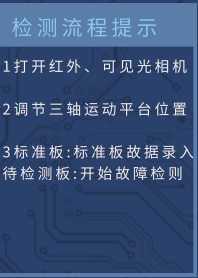 检测流程提示
1打开红外、可见光相机
2调节三轴运动平台位置
3标准板:标准板故据录入
待检测板:开始故障检则